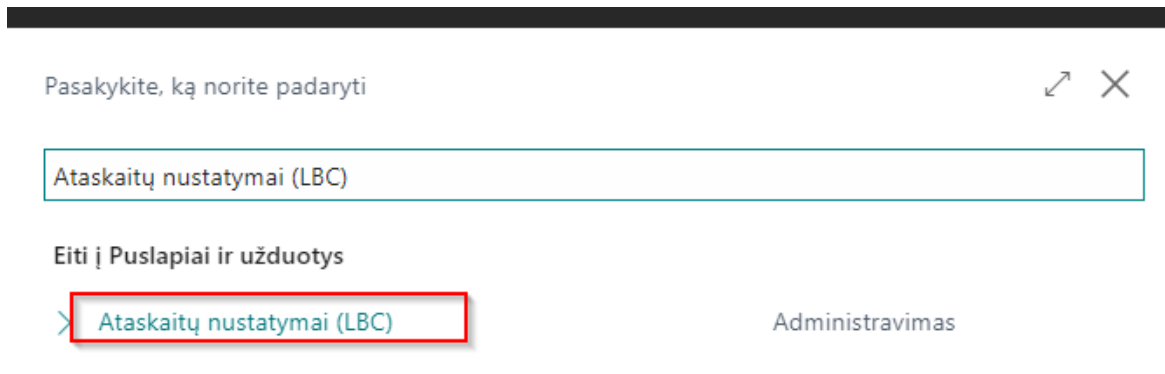 Pasakykite, ką norite padaryti
Ataskaitų nustatymai (LBC)
Eiti į Puslapiai ir užduotys
Ataskaitų nustatymai (LBC) Administravimas